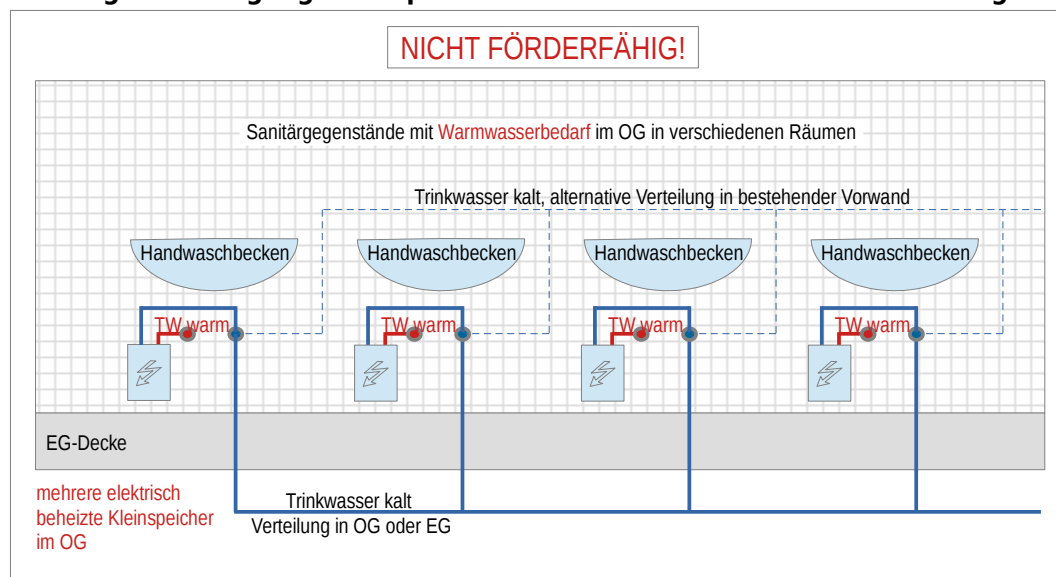 NICHT FÖRDERFÄHIG!
Sanitärgegenstände mit Warmwasserbedarf im OG in verschiedenen Räumen
Trinkwasser kalt, alternative Verteilung in bestehender Vorwand
Handwaschbecken
Handwaschbecken
Handwaschbecken
Handwaschbecken
TW warm
TW warm
TW warm
TW warm
EG-Decke
mehrere elektrisch
beheizte Kleinspeicher
im OG
Trinkwasser kalt
Verteilung in OG oder EG